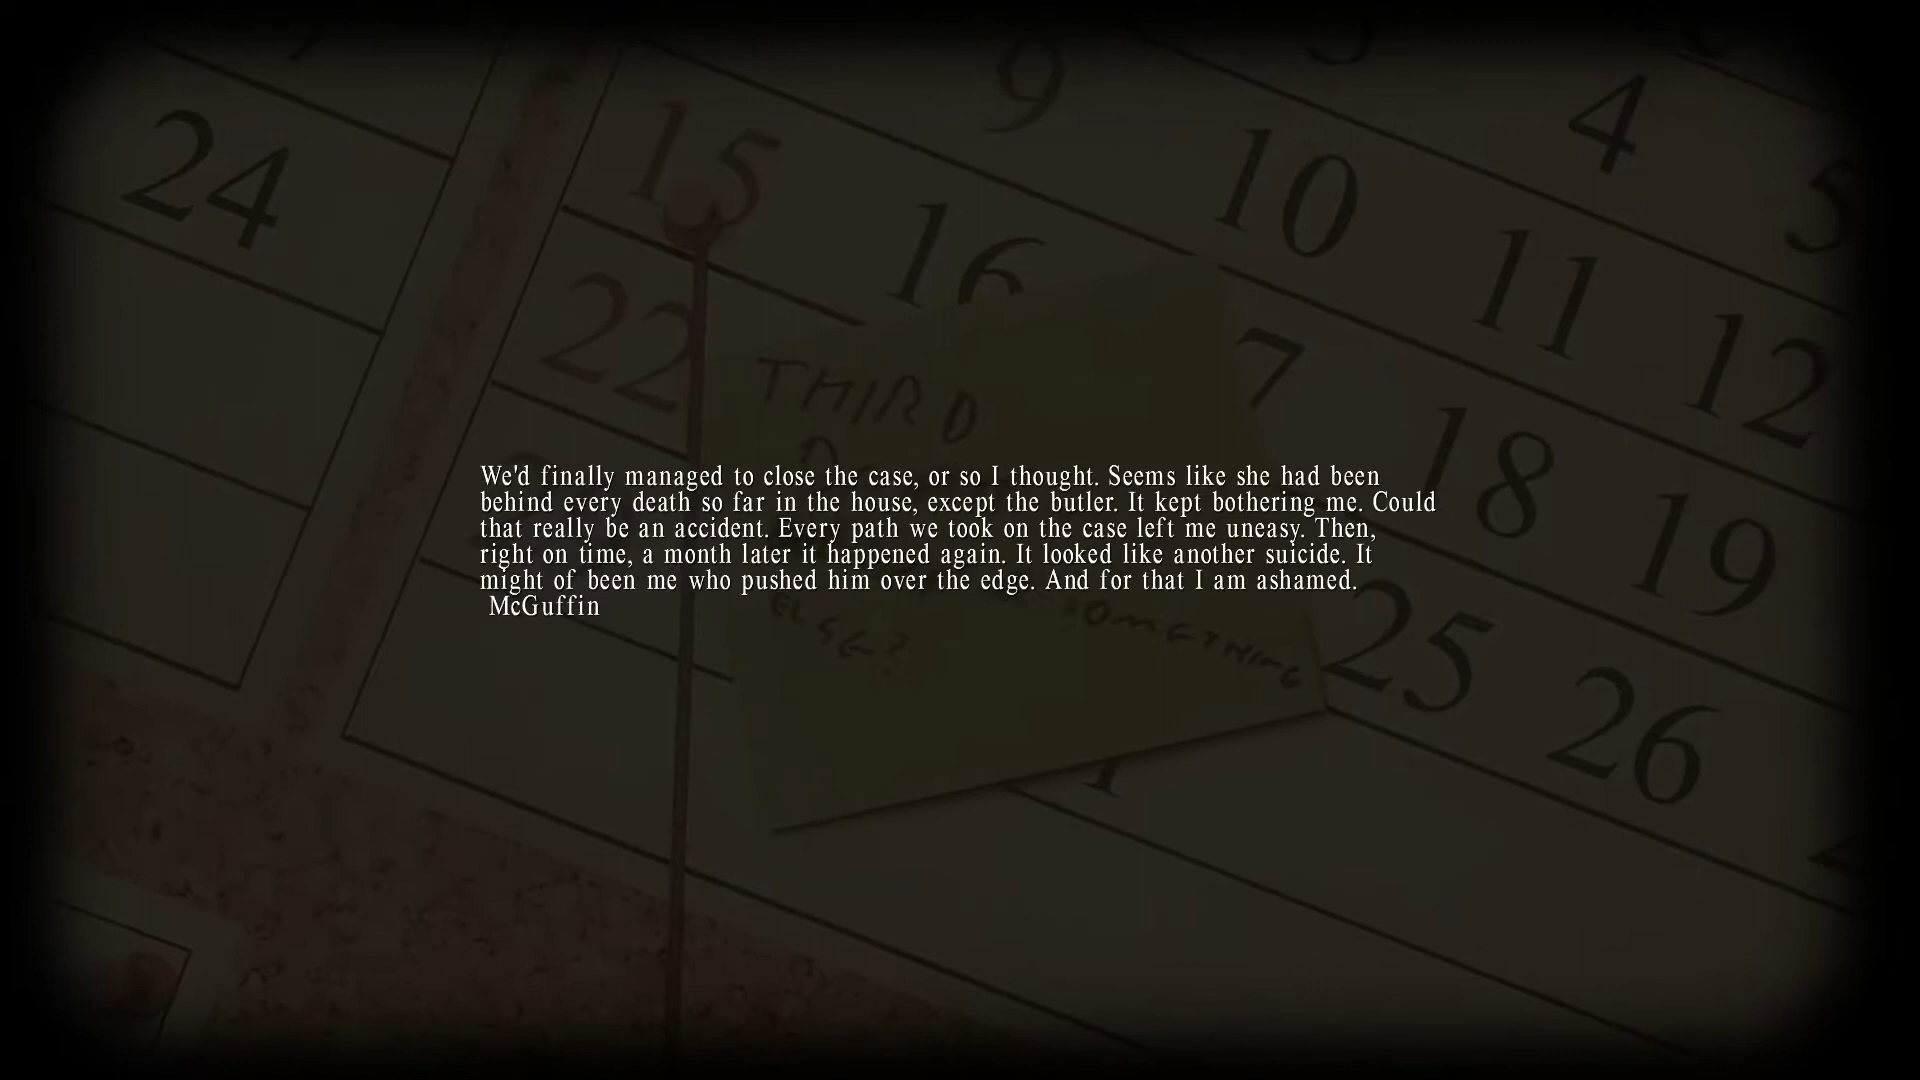 9
4
5
24
15
16
10
11
12
22
7
18
19
THIRD
We'd finally managed to close the case, or so I thought. Seems like she had been
behind every death so far in the house, except the butler. It kept bothering me. Could
that really be an accident. Every path we took on the case left me uneasy. Then,
right on time, a month later it happened again. It looked like another suicide. It
might of been me who pushed him over the edge. And for that I am ashamed.
McGuffin
SOMETHING
ELSE?
25
26